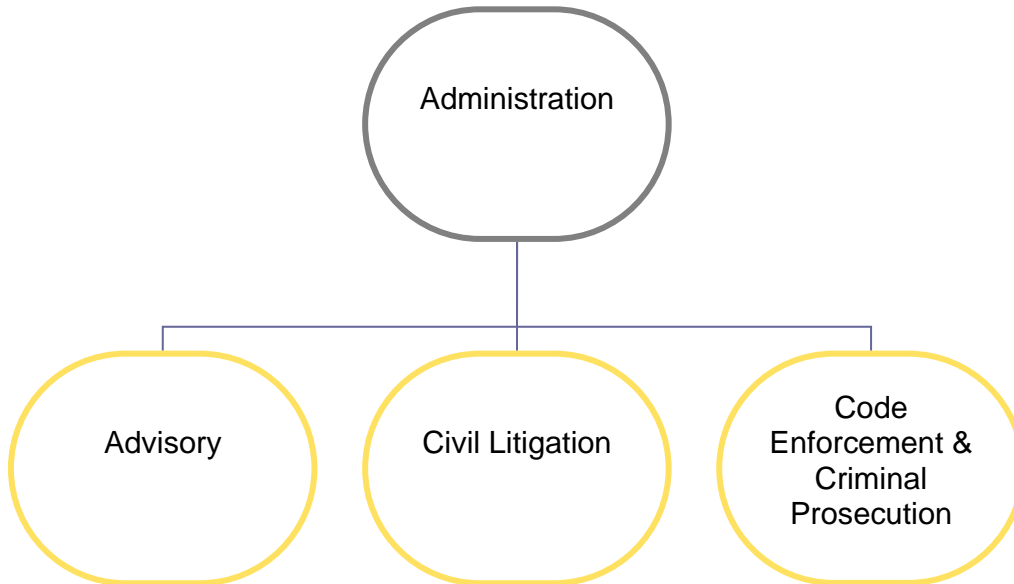 Administration
Advisory
Civil Litigation
Code
Enforcement &
Criminal
Prosecution